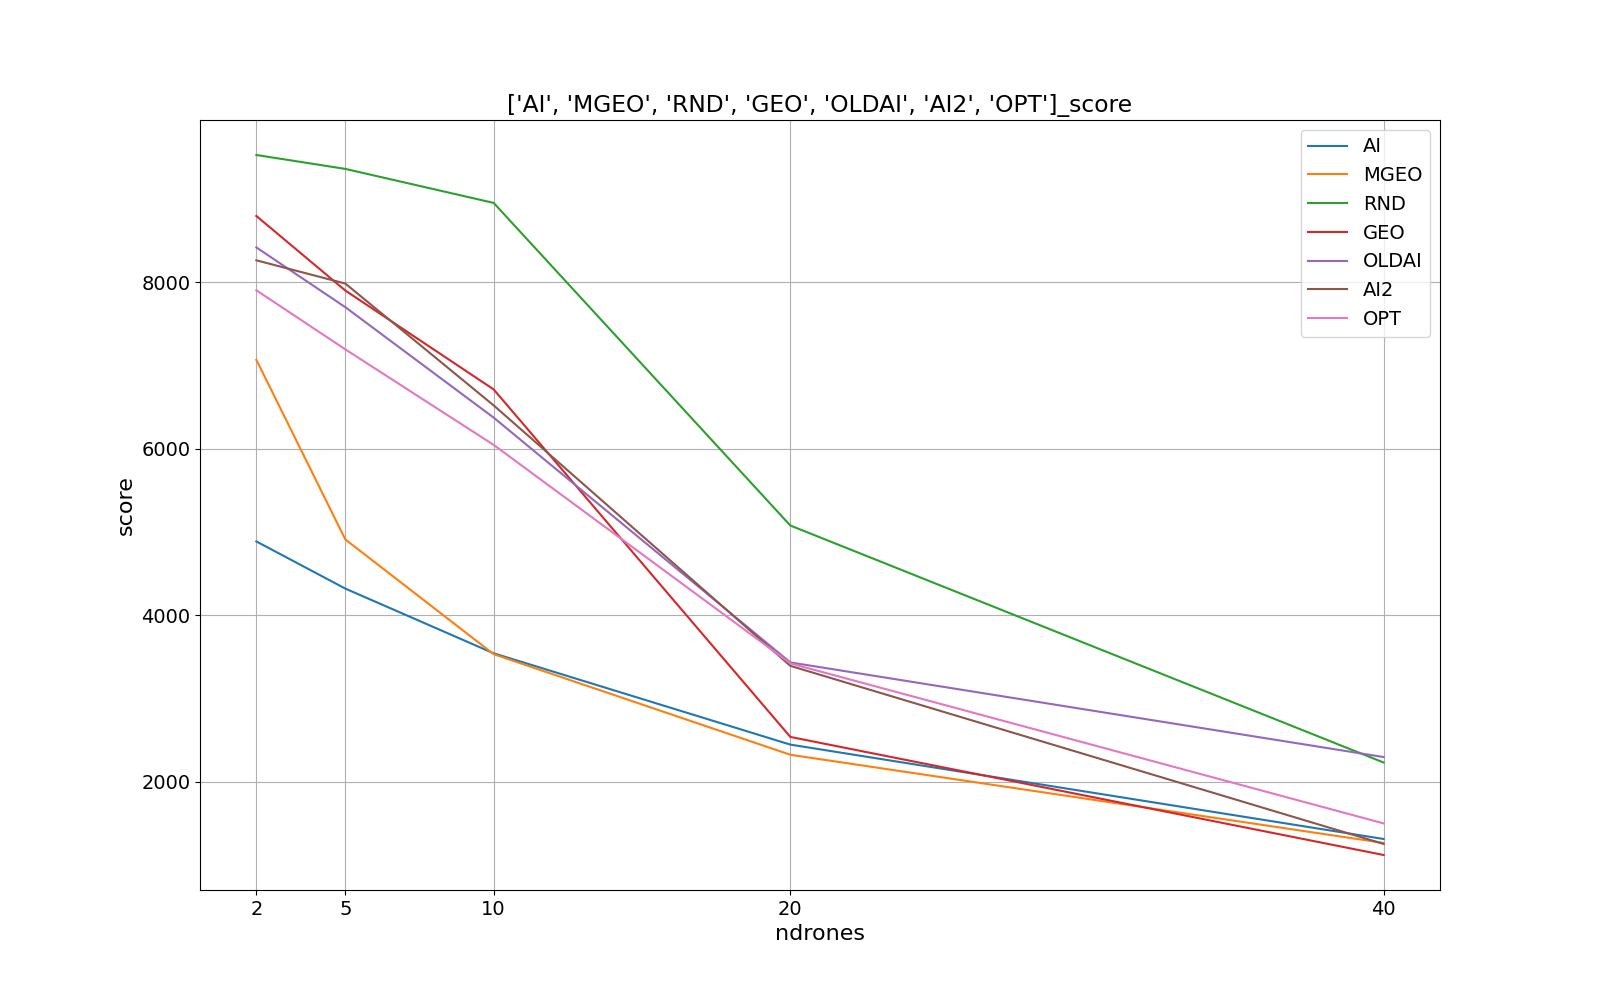 ['AI', 'MGEO', 'RND', 'GEO', 'OLDAI', 'AI2', 'OPT']_score
AI
MGEO
RND
GEO
OLDAI
AI2
OPT
8000
6000
4000
2000
score
2 5 10 20 40
ndrones